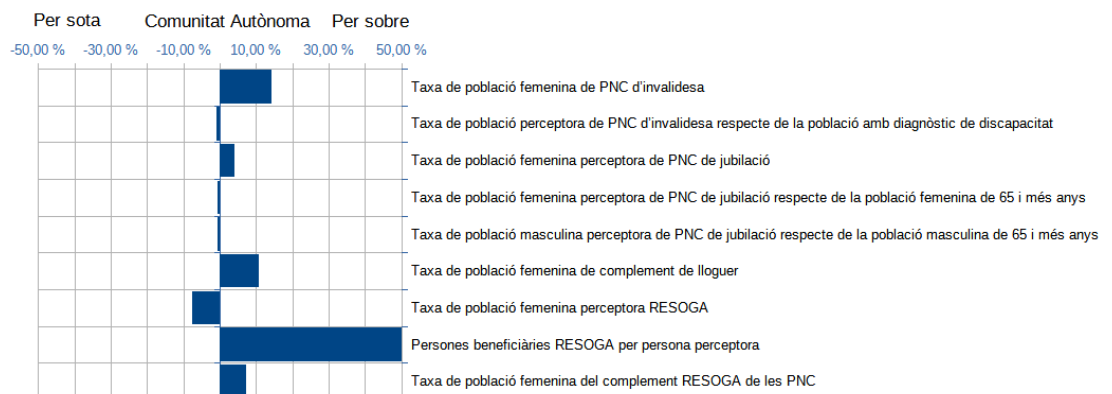 Per sota Comunitat Autònoma Per sobre
-50,00 % -30,00 % -10,00 % 10,00 % 30,00 % 50,00 %
Taxa de població femenina de PNC d'invalidesa
Taxa de població perceptora de PNC d'invalidesa respecte de la població amb diagnòstic de discapacitat
Taxa de població femenina perceptora de PNC de jubilació
Taxa de població femenina perceptora de PNC de jubilació respecte de la població femenina de 65 i més anys
Taxa de població masculina perceptora de PNC de jubilació respecte de la població masculina de 65 i més anys
Taxa de població femenina de complement de lloguer
Taxa de població femenina perceptora RESOGA
Persones beneficiàries RESOGA per persona perceptora
Taxa de població femenina del complement RESOGA de les PNC